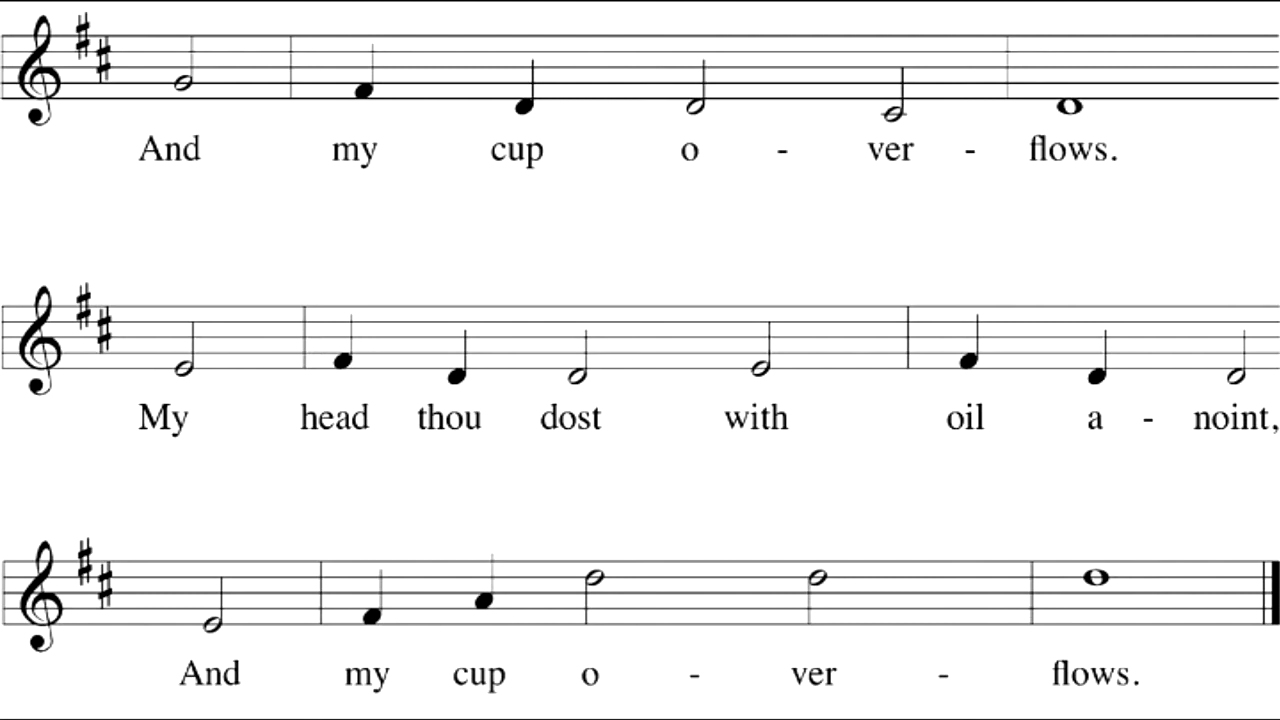 And my cup o - ver - flows.
My head thou dost with oil a - noint,
And my cup o - ver - flows.